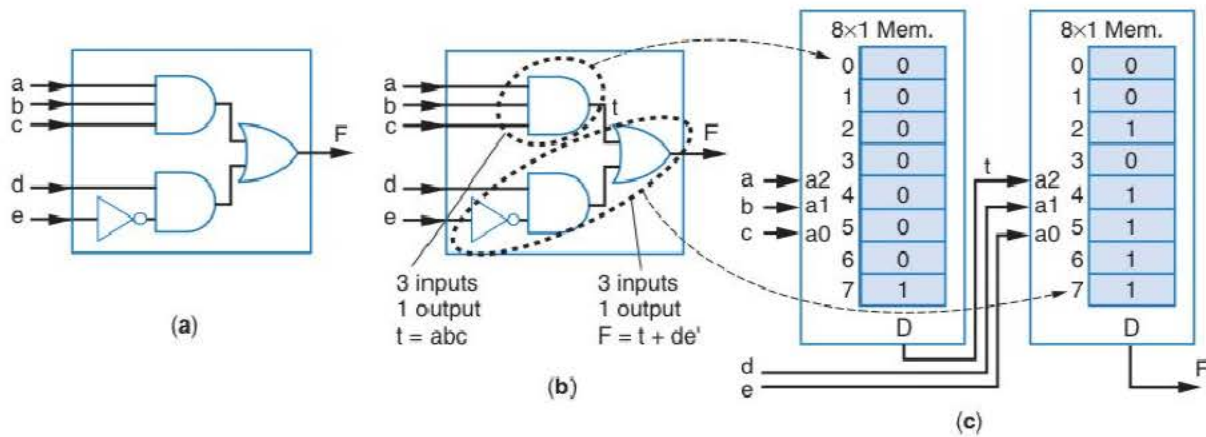 a
b
c
d
e
F
(a)
a
b
c
d
e
t
F
3 inputs
1 output
t = abc
3 inputs
1 output
F = t + de'
(b)
8×1 Mem.
0 0
1 0
2 0
3 0
4 0
5 0
6 0
7 1
a a2
b a1
c a0
D
d
e
8×1 Mem.
0 0
1 0
2 1
3 0
4 1
5 1
6 1
7 1
t
a2
a1
a0
D
F
(c)